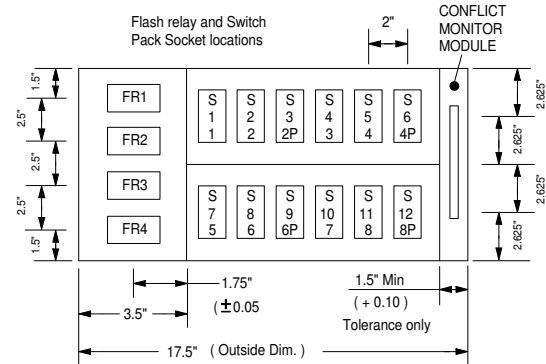 Flash relay and Switch
Pack Socket locations
2"
CONFLICT
MONITOR
MODULE
1.5"
2.5"
2.5"
2.5"
1.5"
FR1
FR2
FR3
FR4
S S S S S S
1 2 3 4 5 6
1 2 2P 3 4 4P
S S S S S S
7 8 9 10 11 12
5 6 6P 7 8 8P
2.625"
2.625"
2.625"
2.625"
1.75"
(±0.05
3.5"
1.5" Min
( + 0.10 )
Tolerance only
17.5" ( Outside Dim. )